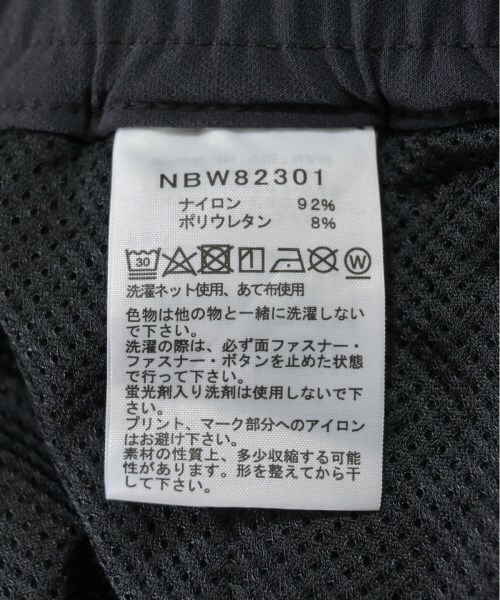 NBW82301
ナイロン 92%
ポリウレタン 8%
30 W
洗濯ネット使用、あて布使用
色物は他の物と一緒に洗濯しない
で下さい。
洗濯の際は、必ず面ファスナー・
ファスナー・ボタンを止めた状態
で行って下さい。
蛍光剤入り洗剤は使用しないで下
さい。
プリント、マーク部分へのアイロン
はお避け下さい。
素材の性質上、多少収縮する可能
性があります。形を整えてから干
して下さい。